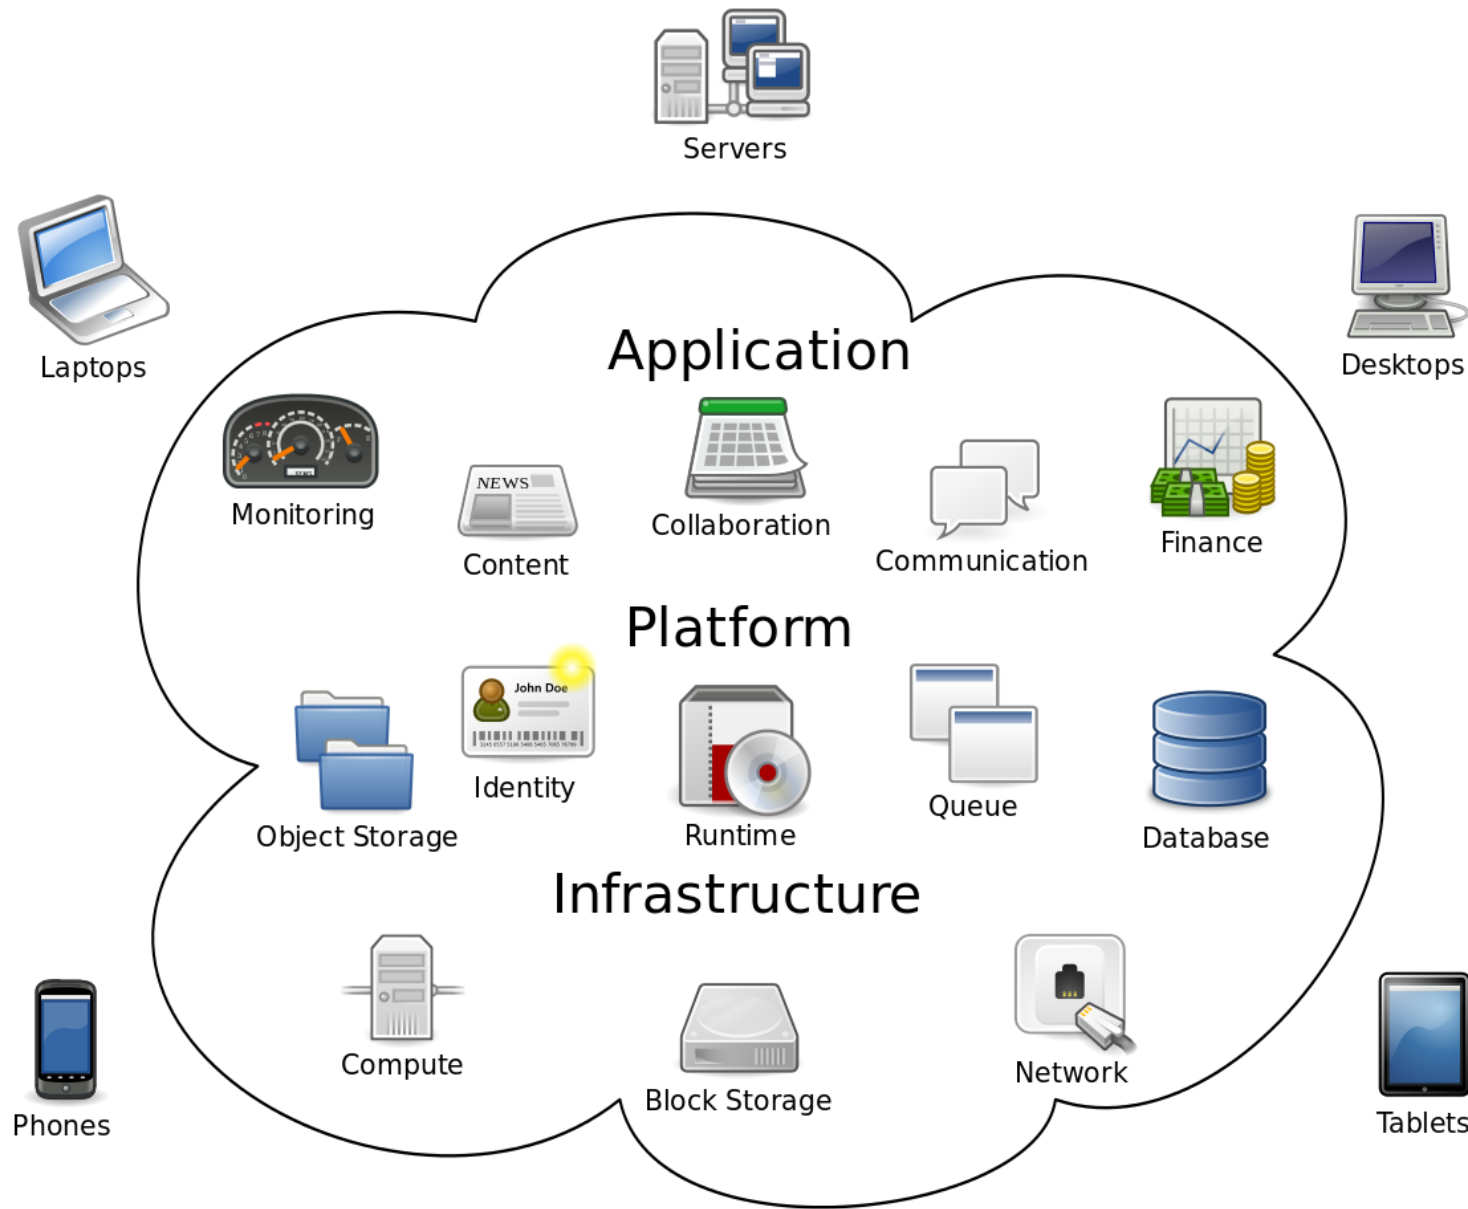 Servers
Laptops
Desktops
Application
Monitoring
NEWS
Content
Collaboration
Communication
Finance
Platform
John Doe
Identity
Object Storage
Runtime
Queue
Database
Infrastructure
Compute
Block Storage
Network
Phones
Tablets